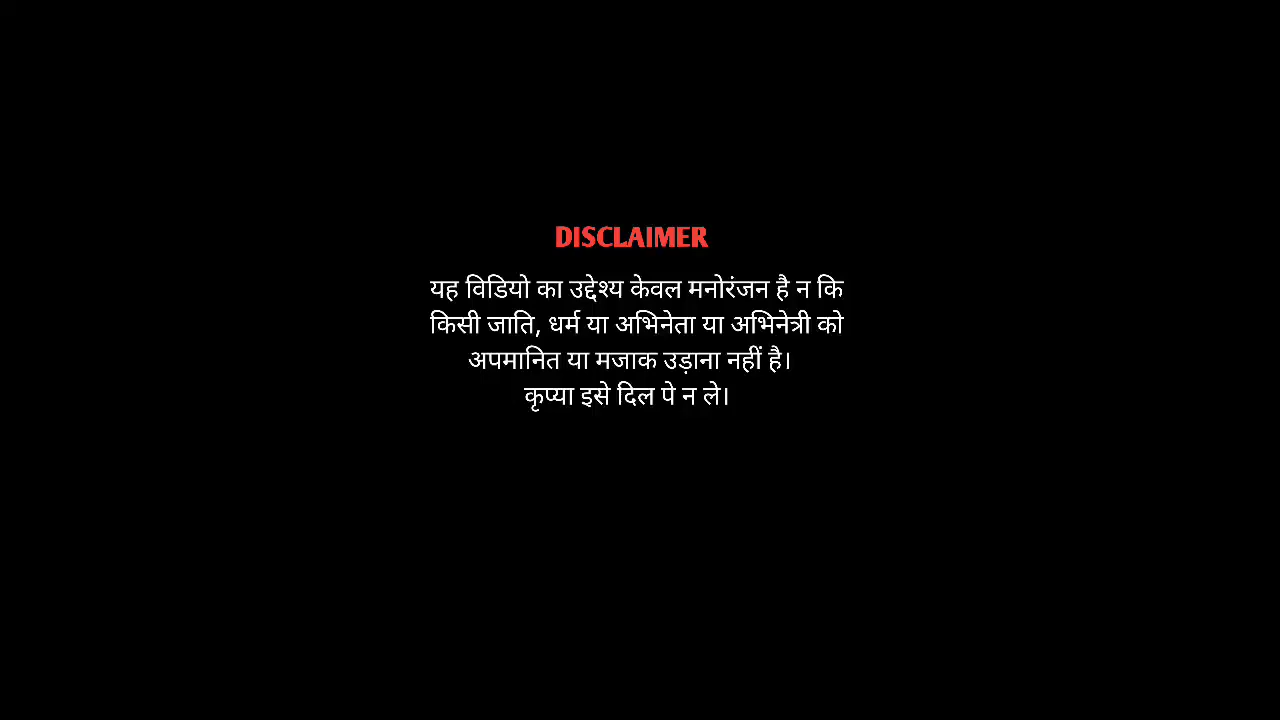 DISCLAIMER
यह विडियो का उद्देश्य केवल मनोरंजन है न कि
किसी जाति, धर्म या अभिनेता या अभिनेत्री को
अपमानित या मजाक उड़ाना नहीं है।
कृप्या इसे दिल पे न ले।